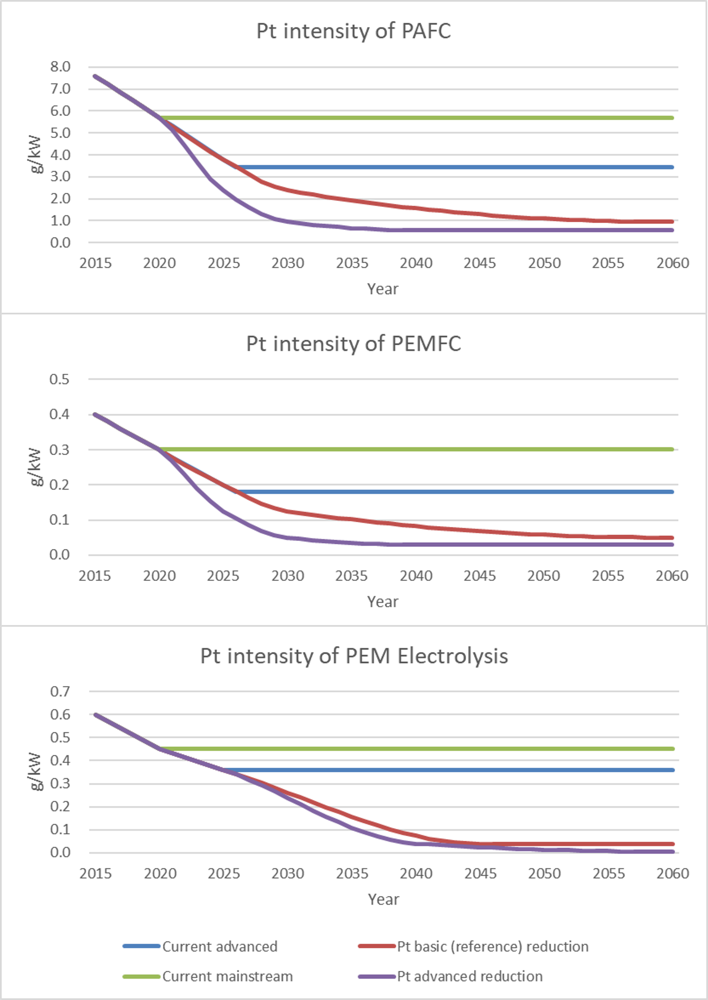 Pt intensity of PAFC
8.0
7.0
6.0
5.0
4.0
3.0
2.0
1.0
0.0
g/kW
2015 2020 2025 2030 2035 2040 2045 2050 2055 2060
Year
Pt intensity of PEMFC
0.5
0.4
0.3
0.2
0.1
0.0
g/kW
2015 2020 2025 2030 2035 2040 2045 2050 2055 2060
Year
Pt intensity of PEM Electrolysis
0.7
0.6
0.5
0.4
0.3
0.2
0.1
0.0
g/kW
2015 2020 2025 2030 2035 2040 2045 2050 2055 2060
Year
Current advanced Pt basic (reference) reduction
Current mainstream Pt advanced reduction